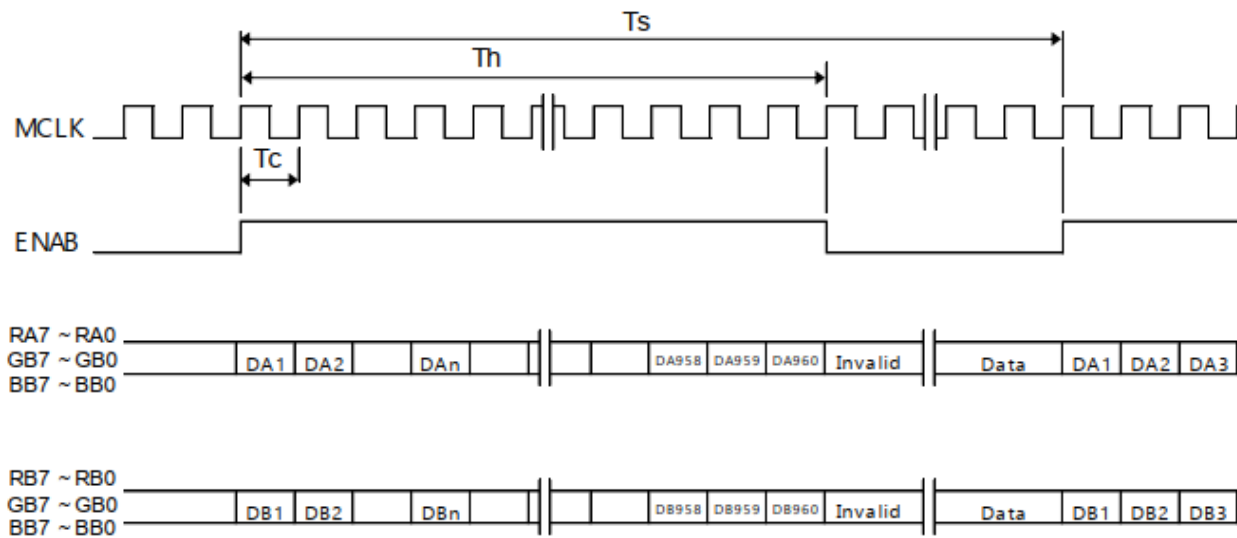 Ts
Th
MCLK
Tc
ENAB
RA7 ~ RA0
GB7 ~ GB0
BB7 ~ BB0
DA1 DA2 DAn DA958 DA959 DA960 Invalid Data DA1 DA2 DA3
RB7 ~ RB0
GB7 ~ GB0
BB7 ~ BB0
DB1 DB2 DBn DB958 DB959 DB960 Invalid Data DB1 DB2 DB3